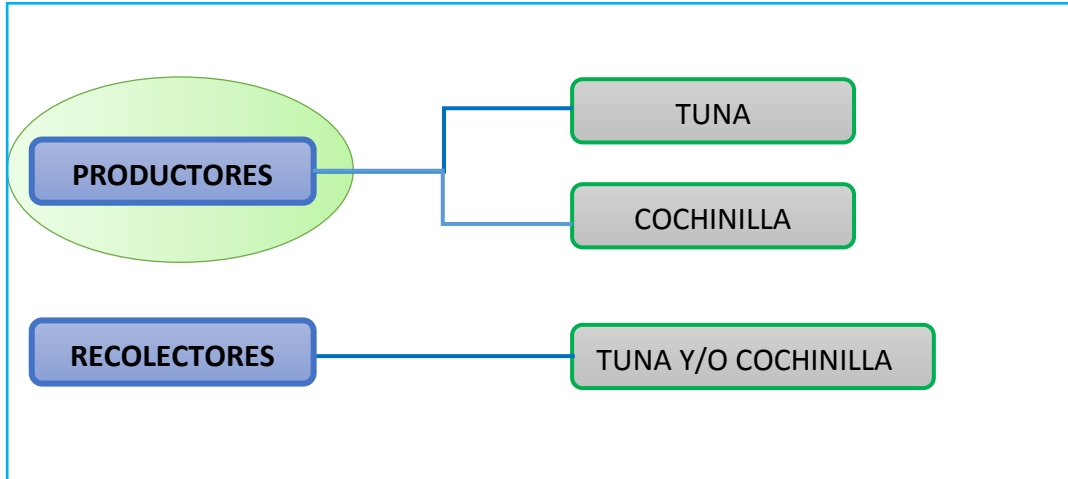 TUNA
PRODUCTORES
COCHINILLA
RECOLECTORES
TUNA Y/O COCHINILLA